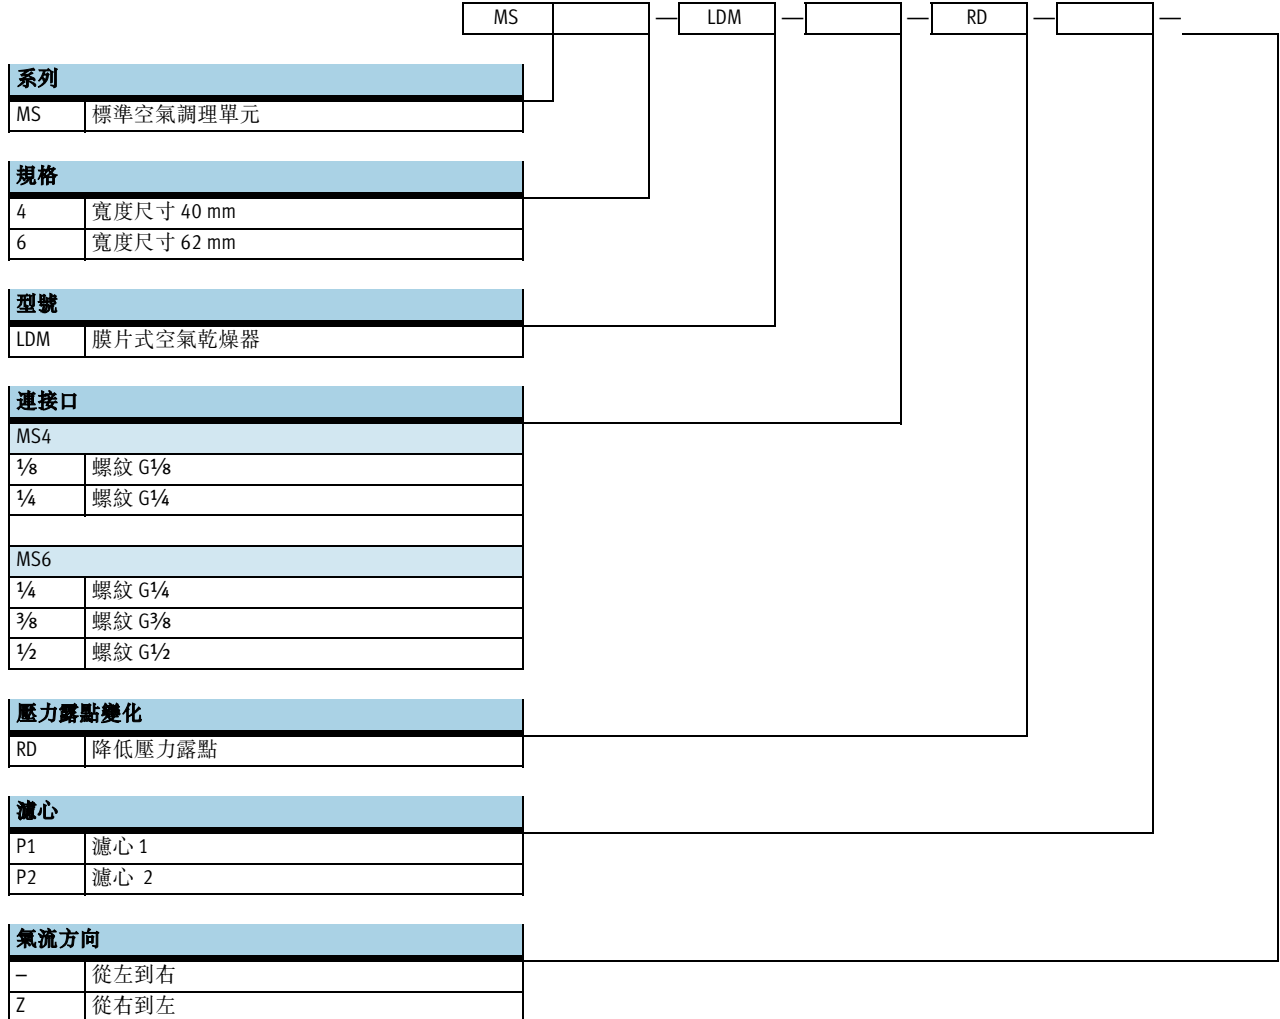 MS — LDM — — RD — —
系列
MS 標準空氣調理單元
規格
4 寬度尺寸 40 mm
6 寬度尺寸 62 mm
型號
LDM 膜片式空氣乾燥器
連接口
MS4
⅛ 螺紋 G⅛
¼ 螺紋 G¼
MS6
¼ 螺紋 G¼
⅜ 螺紋 G⅜
½ 螺紋 G½
壓力露點變化
RD 降低壓力露點
濾心
P1 濾心 1
P2 濾心 2
氣流方向
– 從左到右
Z 從右到左